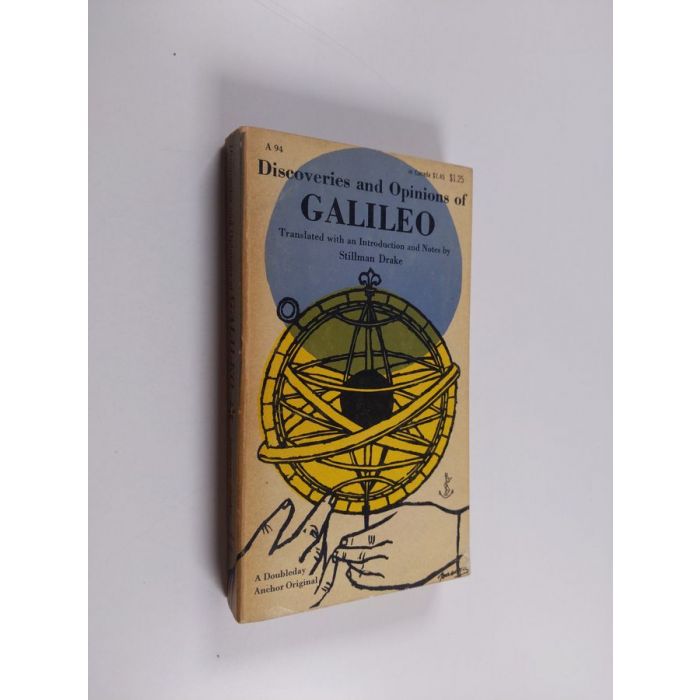 A 94
in Canada $1.45 $1.25
Discoveries and Opinions of
GALILEO
Translated with an Introduction and Notes by
Stillman Drake
A Doubleday
Anchor Original